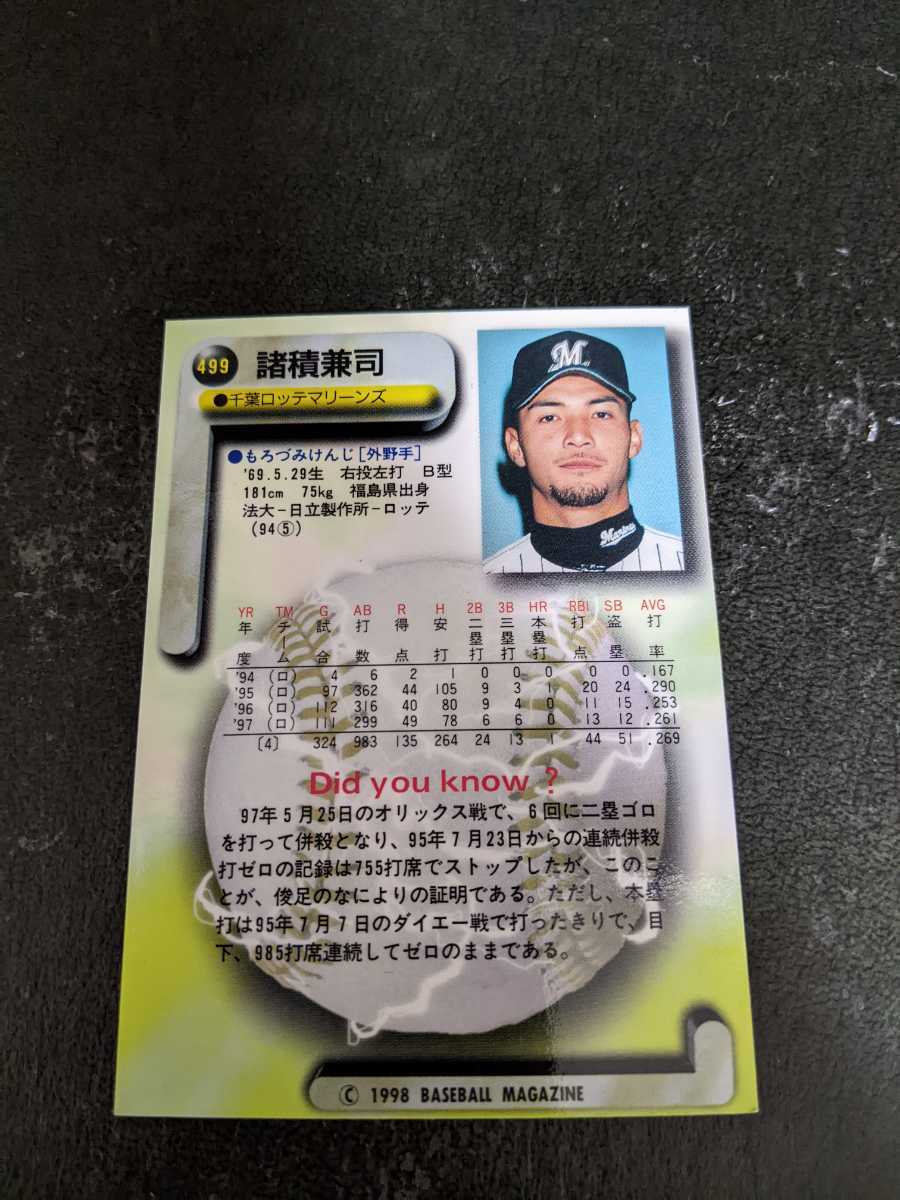 499 諸積兼司
●千葉ロッテマリーンズ
M
Marines
●もろづみけんじ[外野手]
'69.5.29生 右投左打 B型
181cm 75kg 福島県出身
法大-日立製作所-ロッテ
(94⑤)
YR TM G AB R H 2B 3B HR RBI SB AVG
年度 チーム 試合 打数 得点 安打 二塁打 三塁打 本塁打 打点 盗塁 打率
'94 (ロ) 4 6 2 1 0 0 0 0 0 .167
'95 (ロ) 97 362 44 105 9 3 1 20 24 .290
'96 (ロ) 112 316 40 80 9 4 0 11 15 .253
'97 (ロ) 111 299 49 78 6 6 0 13 12 .261
[4] 324 983 135 264 24 13 1 44 51 .269
Did you know ?
97年5月25日のオリックス戦で、6回に二塁ゴロ
を打って併殺となり、95年7月23日からの連続併殺
打ゼロの記録は755打席でストップしたが、このこ
とが、俊足のなによりの証明である。ただし、本塁
打は95年7月7日のダイエー戦で打ったきりで、目
下、985打席連続してゼロのままである。
© 1998 BASEBALL MAGAZINE